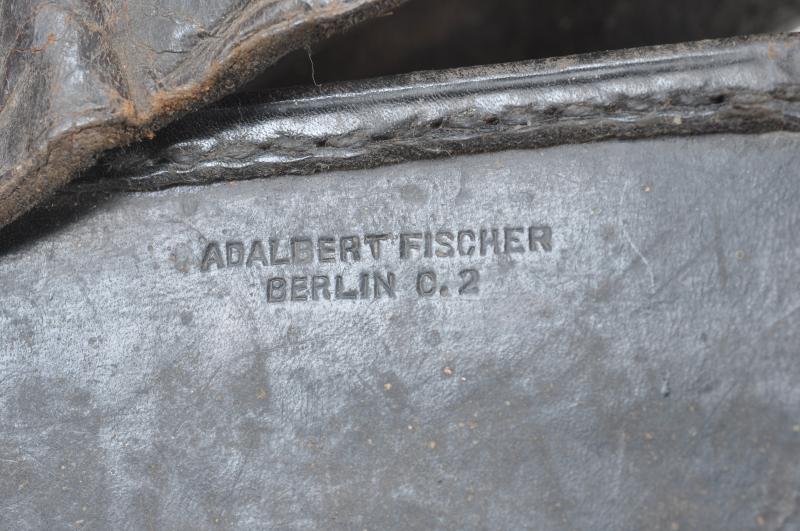 ADALBERT FISCHER
BERLIN C.2